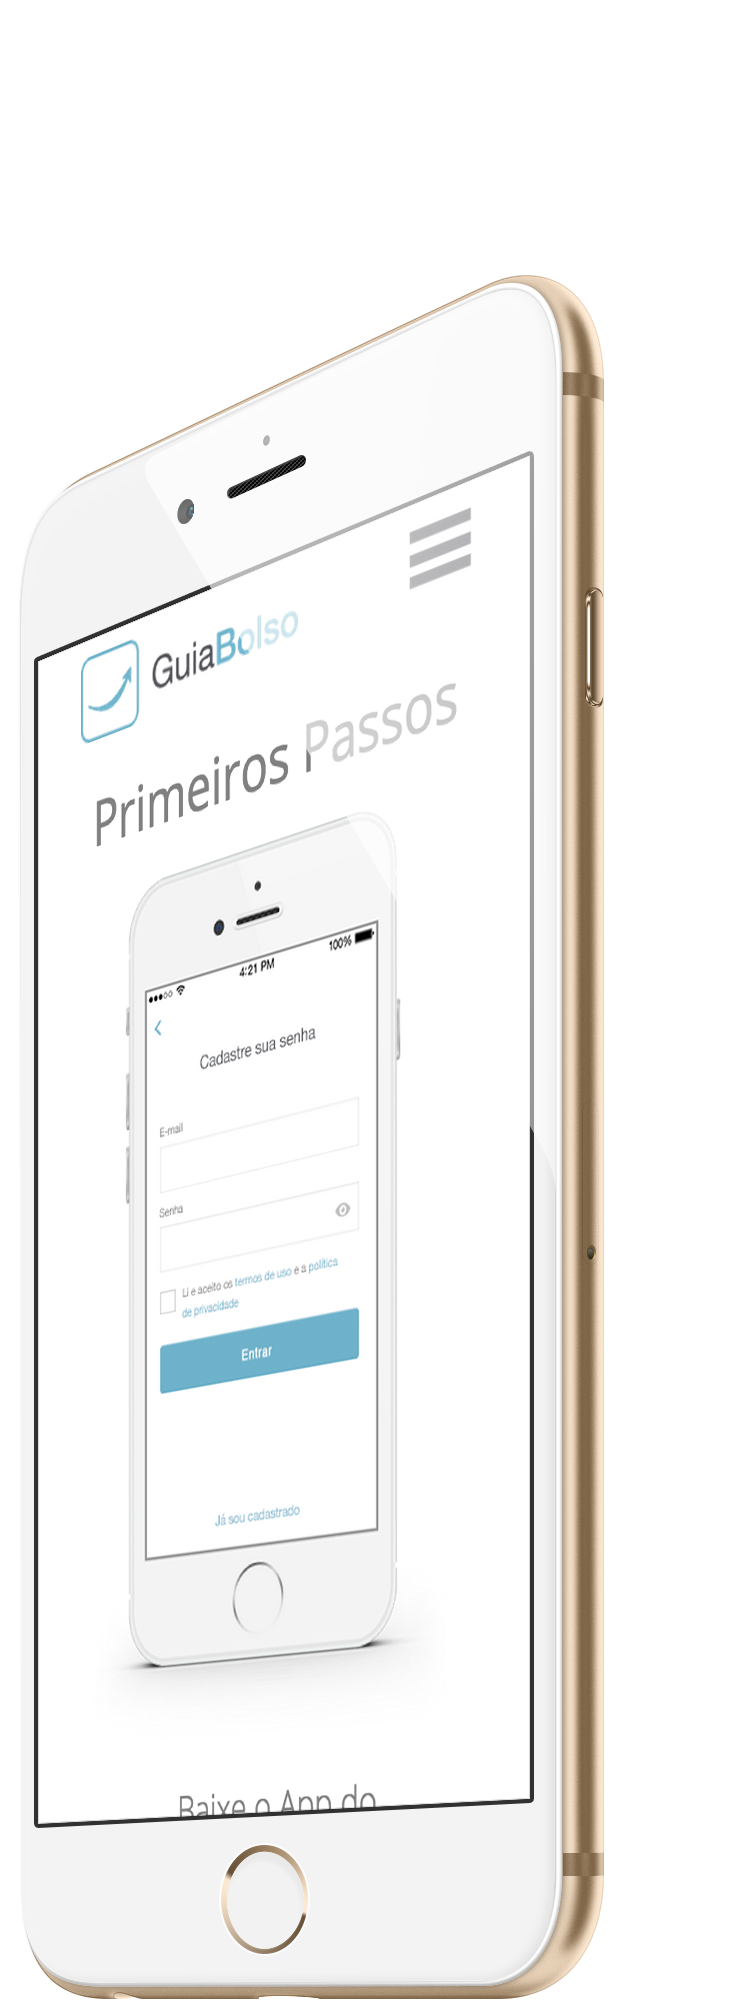 GuiaBolso
Primeiros Passos
100%
4:21 PM
Cadastre sua senha
E-mail
Senha
Li e aceito os termos de uso e a política
de privacidade
Entrar
Já sou cadastrado
Baixe o App do